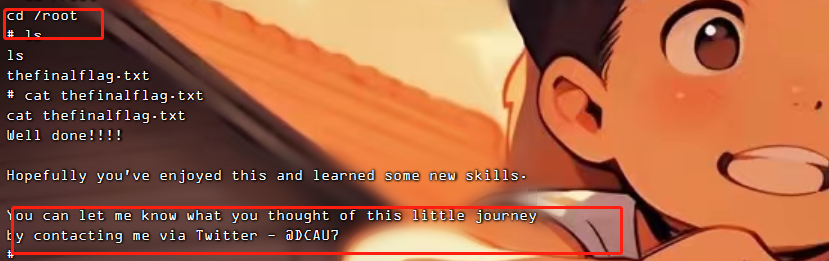 cd /root
# ls
ls
thefinalflag.txt
# cat thefinalflag.txt
cat thefinalflag.txt
Well done!!!!
Hopefully you've enjoyed this and learned some new skills.
You can let me know what you thought of this little journey
by contacting me via Twitter - @DCAU7
#